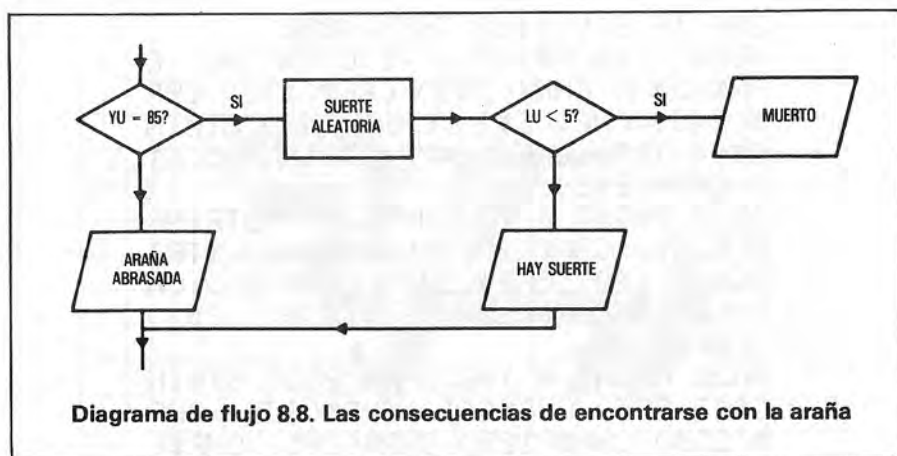 YU = 85?
SI
SUERTE
ALEATORIA
LU < 5?
SI
MUERTO
ARAÑA
ABRASADA
HAY SUERTE
Diagrama de flujo 8.8. Las consecuencias de encontrarse con la araña